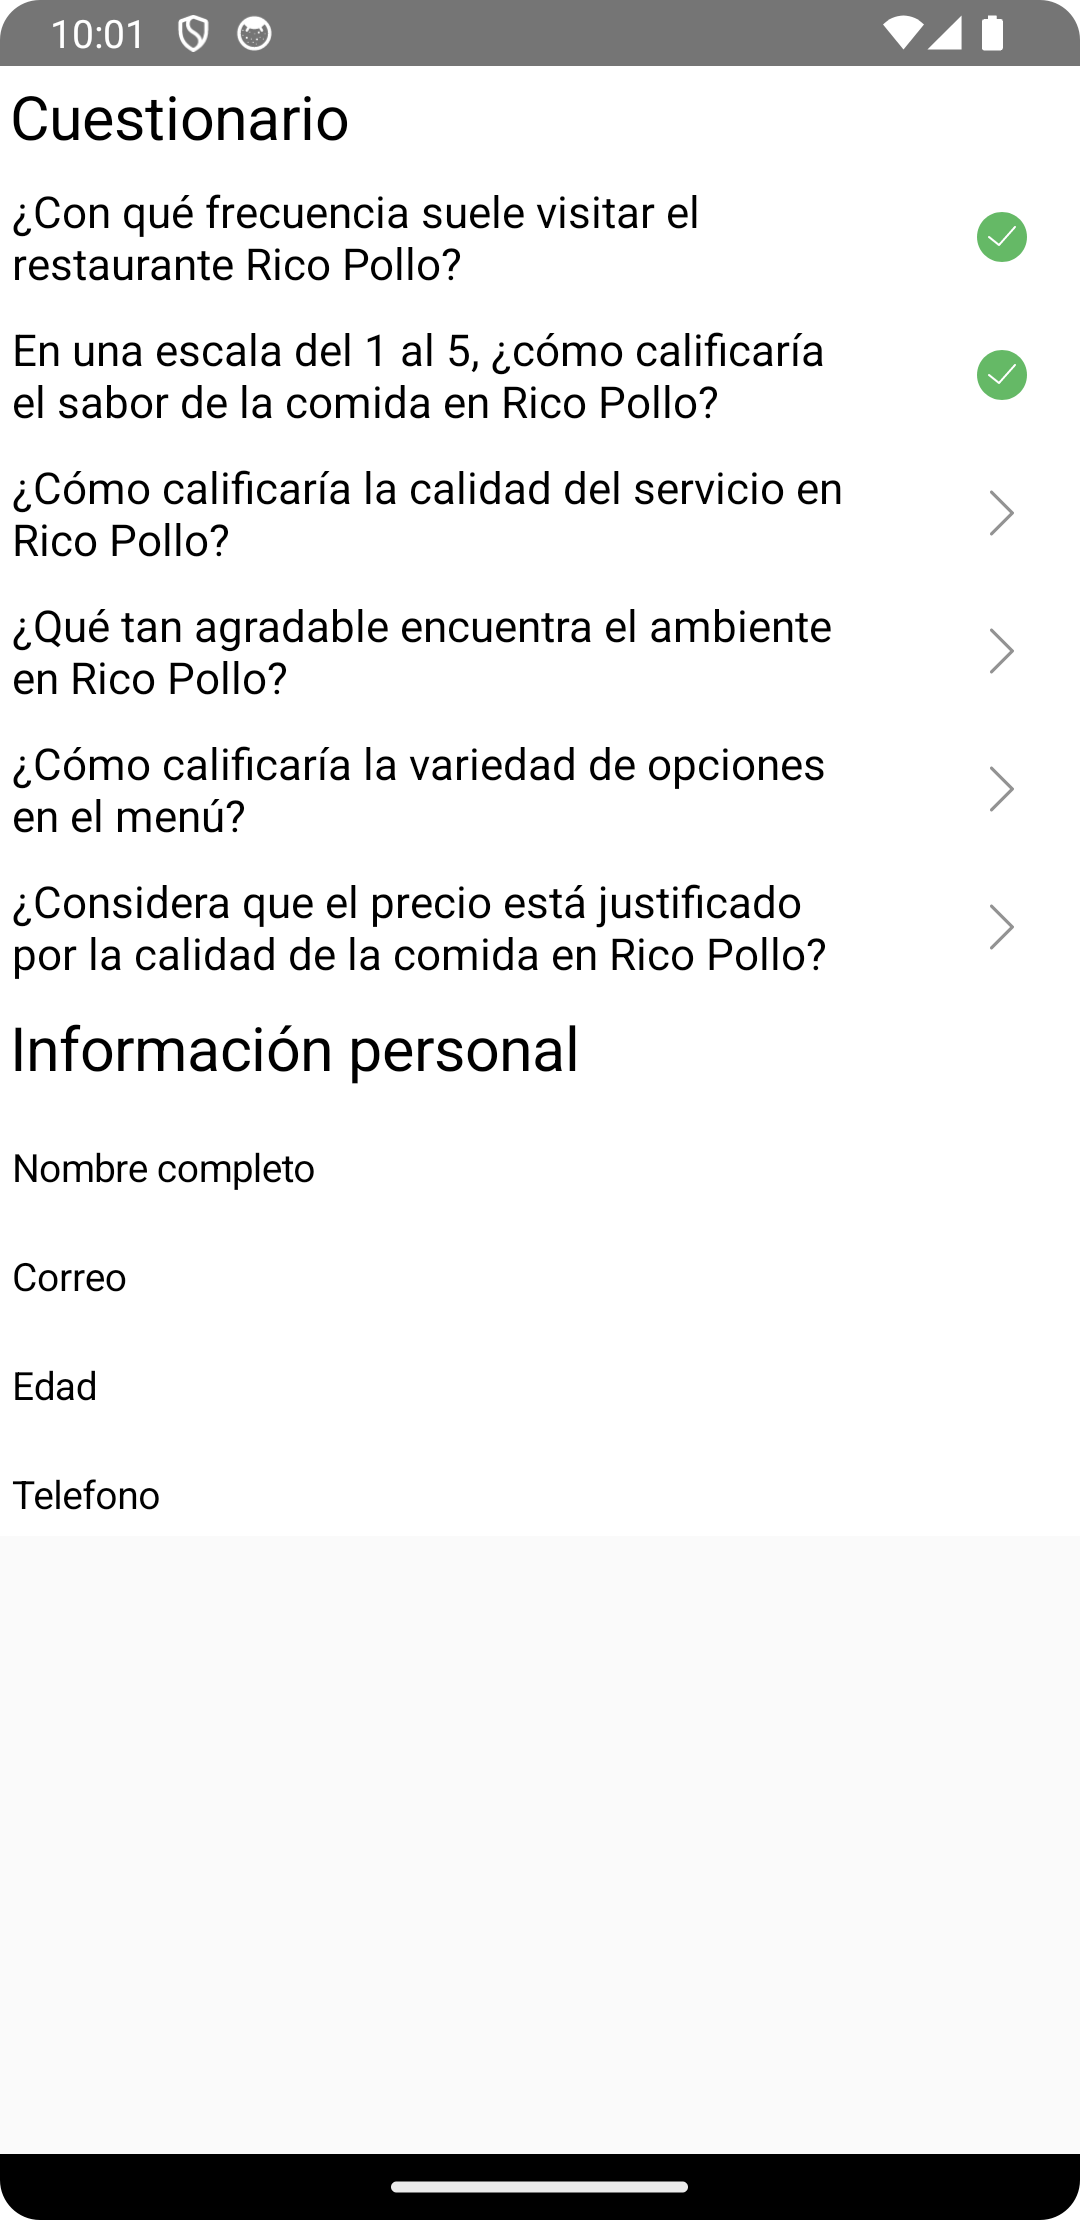 10:01
Cuestionario
¿Con qué frecuencia suele visitar el
restaurante Rico Pollo?
En una escala del 1 al 5, ¿cómo calificaría
el sabor de la comida en Rico Pollo?
¿Cómo calificaría la calidad del servicio en
Rico Pollo?
¿Qué tan agradable encuentra el ambiente
en Rico Pollo?
¿Cómo calificaría la variedad de opciones
en el menú?
¿Considera que el precio está justificado
por la calidad de la comida en Rico Pollo?
Información personal
Nombre completo
Correo
Edad
Telefono